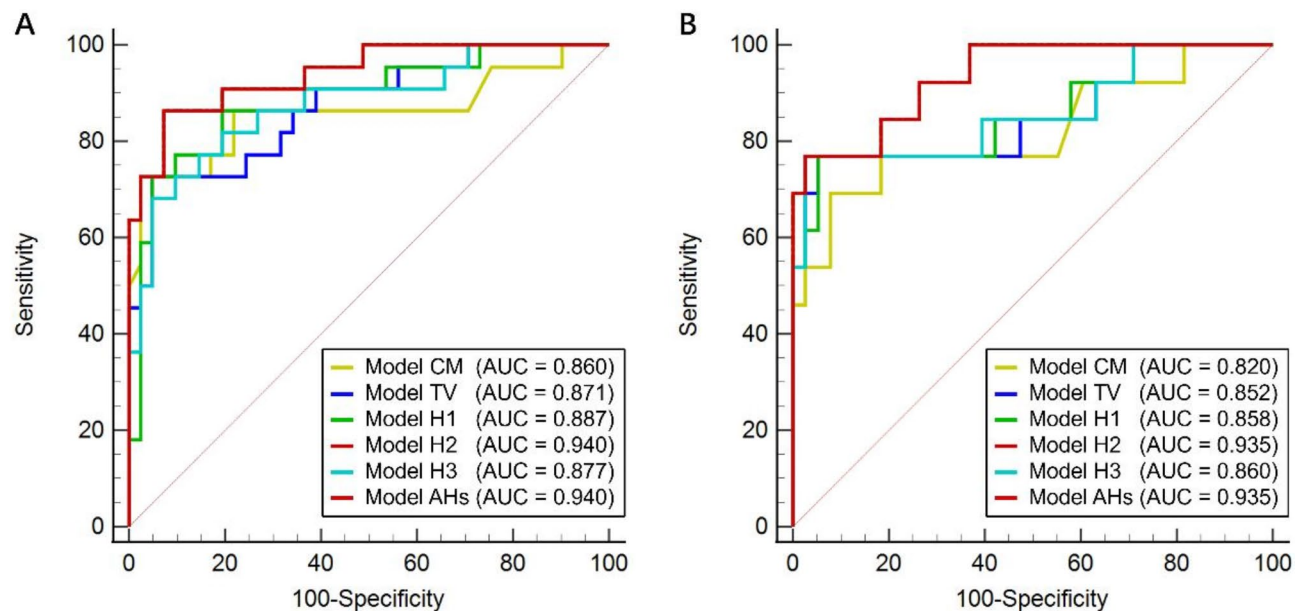 A
100
80
60
40
20
0
Sensitivity
Model CM (AUC = 0.860)
Model TV (AUC = 0.871)
Model H1 (AUC = 0.887)
Model H2 (AUC = 0.940)
Model H3 (AUC = 0.877)
Model AHs (AUC = 0.940)
0 20 40 60 80 100
100-Specificity
B
100
80
60
40
20
0
Sensitivity
Model CM (AUC = 0.820)
Model TV (AUC = 0.852)
Model H1 (AUC = 0.858)
Model H2 (AUC = 0.935)
Model H3 (AUC = 0.860)
Model AHs (AUC = 0.935)
0 20 40 60 80 100
100-Specificity